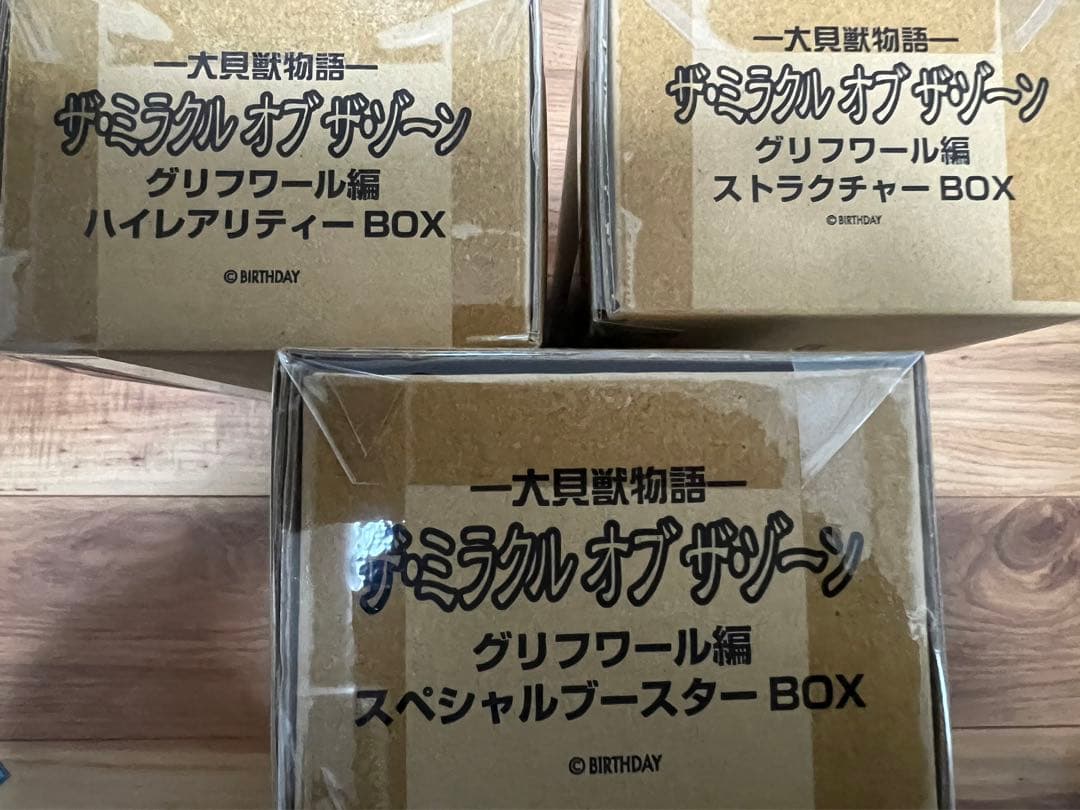 ―大貝獣物語―
ザ・ミラクル オブ ザ・ゾーン
グリフワール編
ハイレアリティー BOX
© BIRTHDAY
―大貝獣物語―
ザ・ミラクル オブ ザ・ゾーン
グリフワール編
ストラクチャー BOX
© BIRTHDAY
―大貝獣物語―
ザ・ミラクル オブ ザ・ゾーン
グリフワール編
スペシャルブースター BOX
© BIRTHDAY